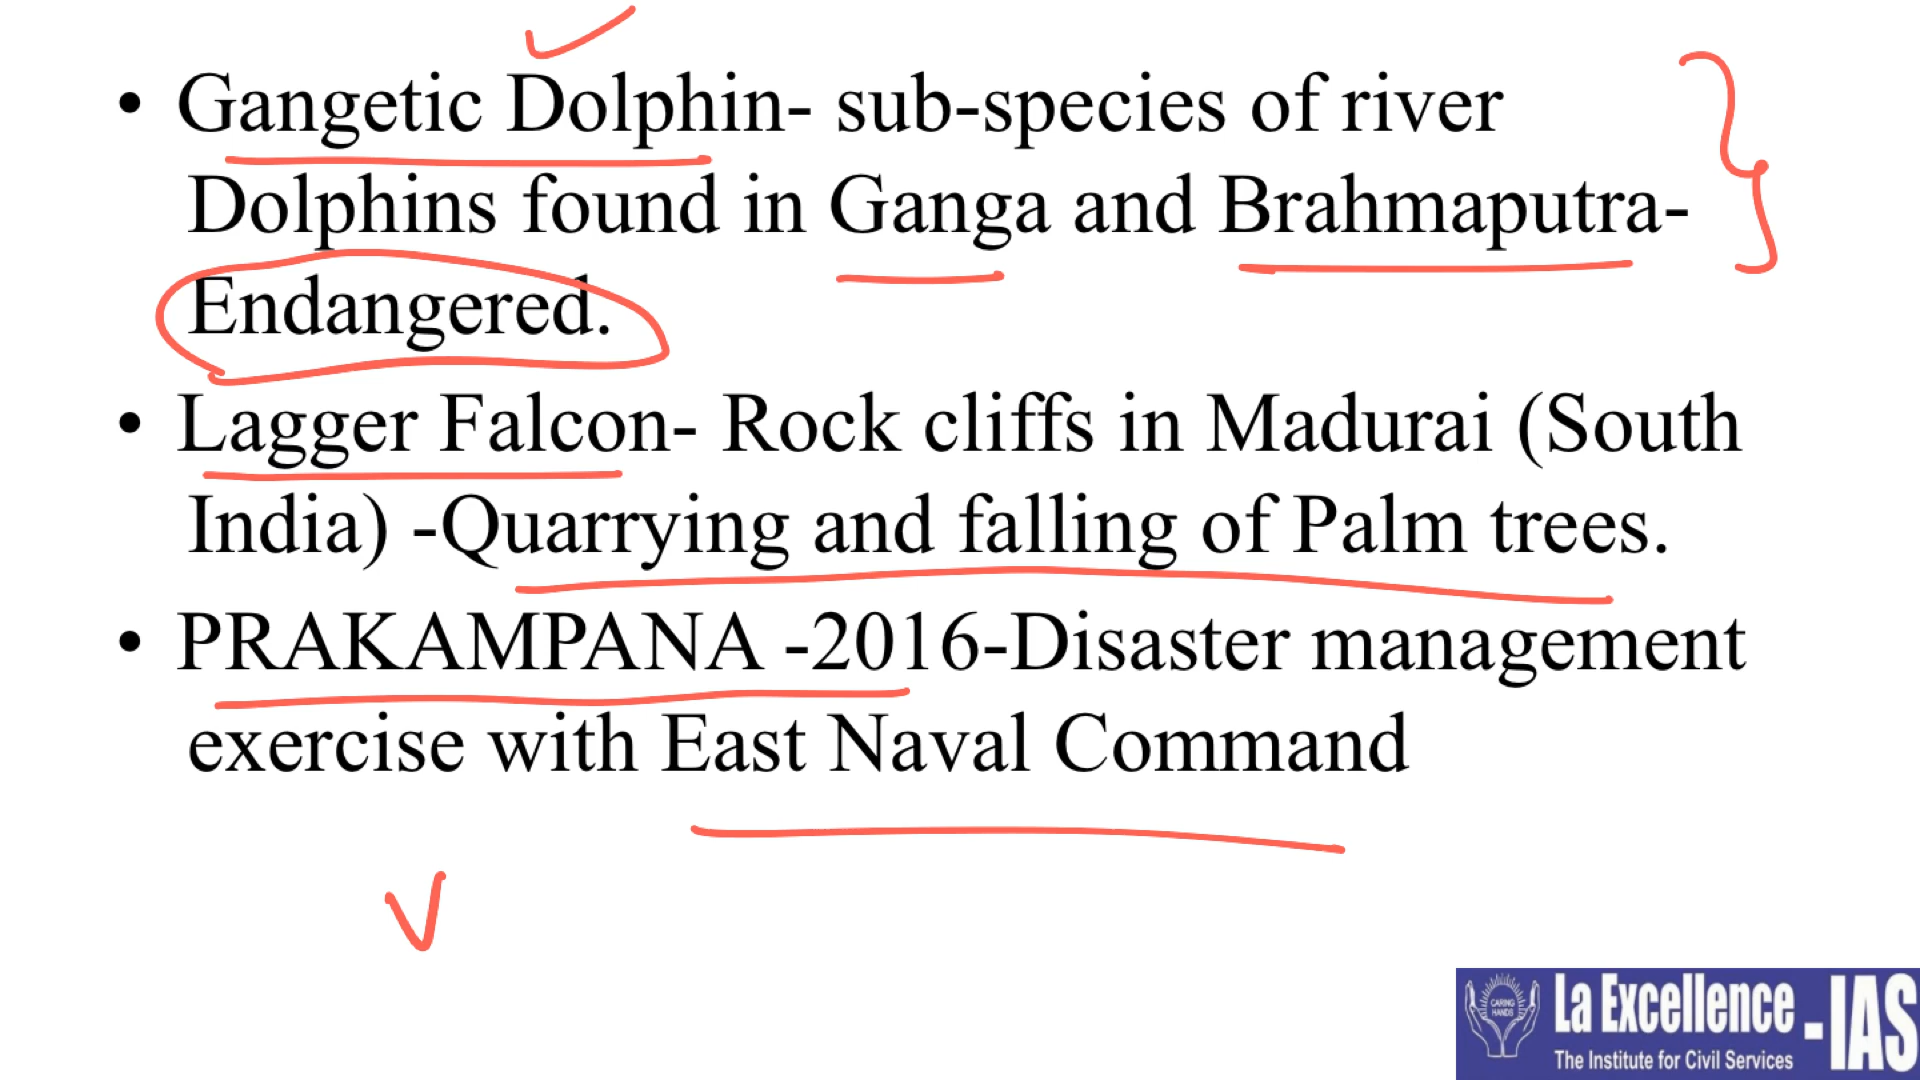 • Gangetic Dolphin- sub-species of river
Dolphins found in Ganga and Brahmaputra-
Endangered.
• Lagger Falcon- Rock cliffs in Madurai (South
India) -Quarrying and falling of Palm trees.
• PRAKAMPANA -2016-Disaster management
exercise with East Naval Command
CARING
HANDS
La Excellence -IAS
The Institute for Civil Services